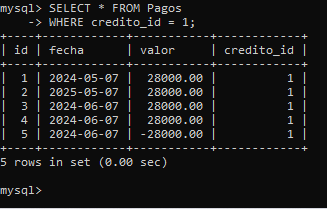 mysql> SELECT * FROM Pagos
    -> WHERE credito_id = 1;
+----+------------+-----------+------------+
| id | fecha      | valor     | credito_id |
+----+------------+-----------+------------+
|  1 | 2024-05-07 |  28000.00 |          1 |
|  2 | 2025-05-07 |  28000.00 |          1 |
|  3 | 2024-06-07 |  28000.00 |          1 |
|  4 | 2024-06-07 |  28000.00 |          1 |
|  5 | 2024-06-07 | -28000.00 |          1 |
+----+------------+-----------+------------+
5 rows in set (0.00 sec)

mysql>